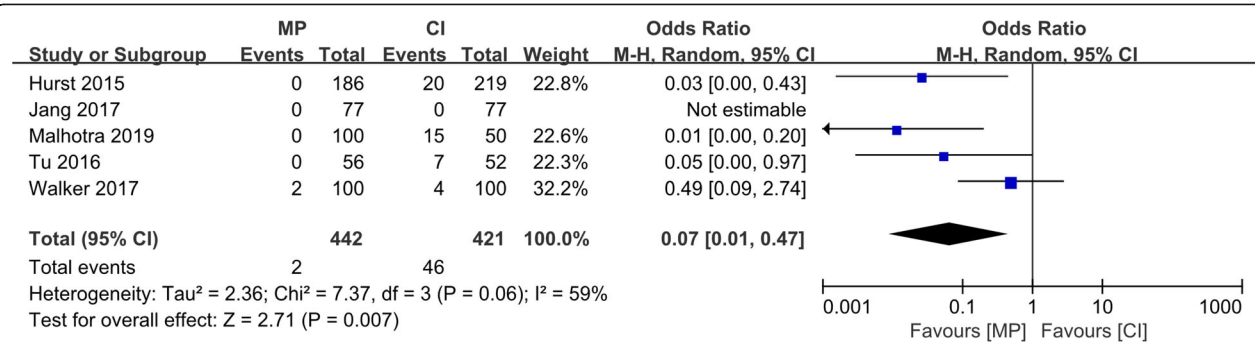 MP CI Odds Ratio Odds Ratio
Study or Subgroup Events Total Events Total Weight M-H, Random, 95% CI M-H, Random, 95% CI
Hurst 2015 0 186 20 219 22.8% 0.03 [0.00, 0.43]
Jang 2017 0 77 0 77 Not estimable
Malhotra 2019 0 100 15 50 22.6% 0.01 [0.00, 0.20]
Tu 2016 0 56 7 52 22.3% 0.05 [0.00, 0.97]
Walker 2017 2 100 4 100 32.2% 0.49 [0.09, 2.74]
Total (95% CI) 442 421 100.0% 0.07 [0.01, 0.47]
Total events 2 46
Heterogeneity: Tau² = 2.36; Chi² = 7.37, df = 3 (P = 0.06); I² = 59%
Test for overall effect: Z = 2.71 (P = 0.007)
0.001 0.1 1 10 1000
Favours [MP] Favours [CI]